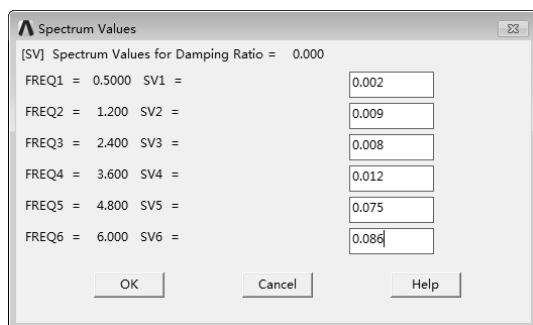 Spectrum Values
[SV] Spectrum Values for Damping Ratio = 0.000
FREQ1 = 0.5000 SV1 = 0.002
FREQ2 = 1.200 SV2 = 0.009
FREQ3 = 2.400 SV3 = 0.008
FREQ4 = 3.600 SV4 = 0.012
FREQ5 = 4.800 SV5 = 0.075
FREQ6 = 6.000 SV6 = 0.086
OK Cancel Help